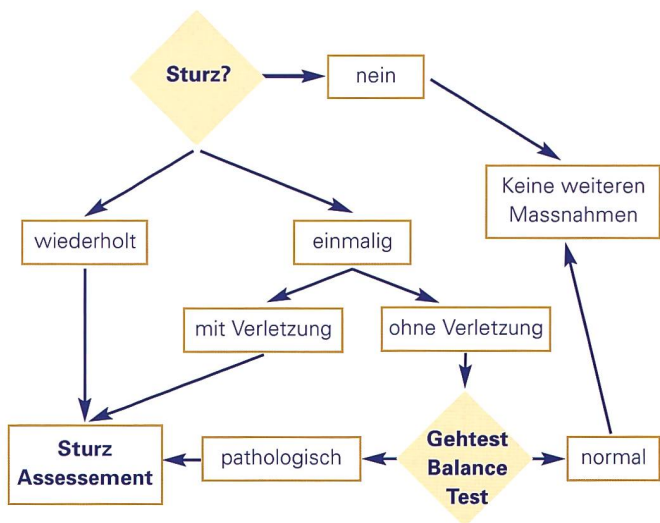 Sturz?
nein
Keine weiteren
Massnahmen
wiederholt
einmalig
mit Verletzung
ohne Verletzung
Sturz
Assessement
pathologisch
Gehtest
Balance
Test
normal